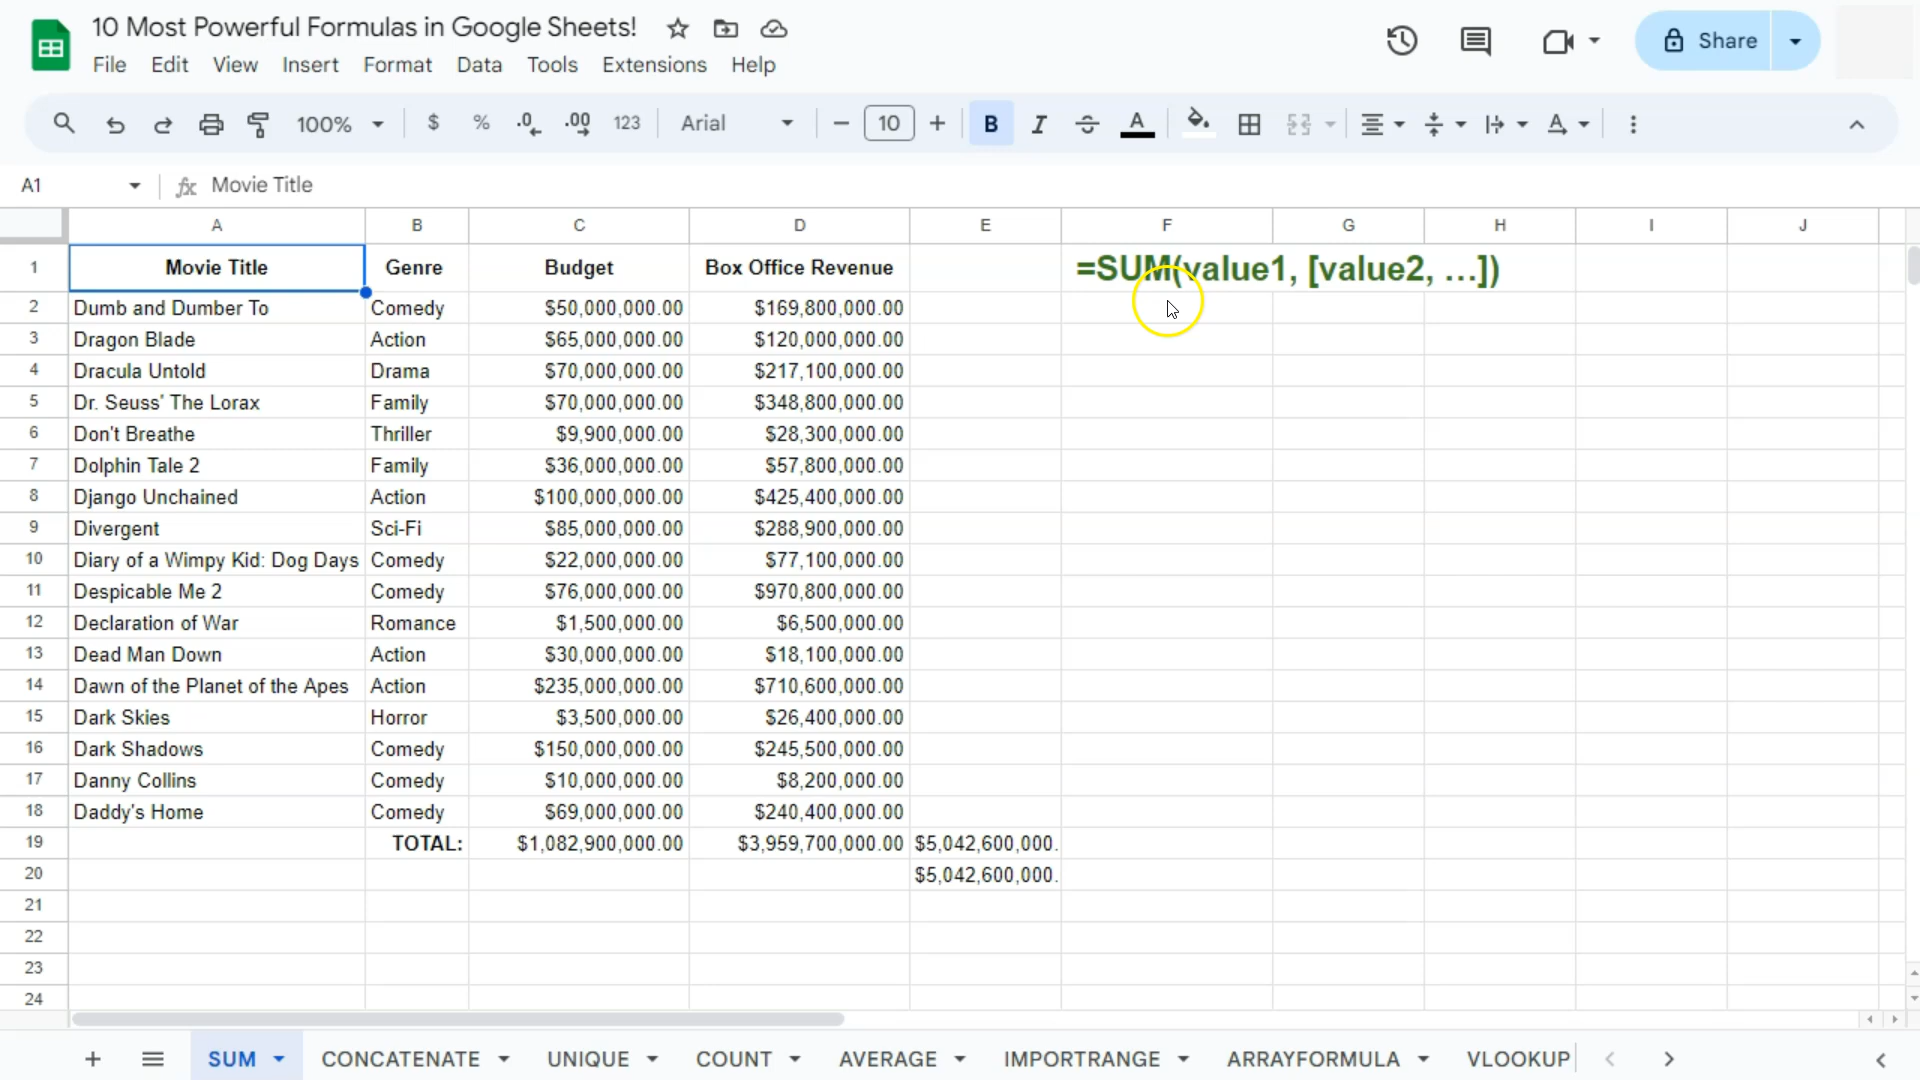 10 Most Powerful Formulas in Google Sheets!
File Edit View Insert Format Data Tools Extensions Help
Share
100% $ % .0 .00 123 Arial 10 B I A A
A1 fx Movie Title
A B C D E F G H I J
1 Movie Title Genre Budget Box Office Revenue =SUM(value1, [value2, ...])
2 Dumb and Dumber To Comedy $50,000,000.00 $169,800,000.00
3 Dragon Blade Action $65,000,000.00 $120,000,000.00
4 Dracula Untold Drama $70,000,000.00 $217,100,000.00
5 Dr. Seuss' The Lorax Family $70,000,000.00 $348,800,000.00
6 Don't Breathe Thriller $9,900,000.00 $28,300,000.00
7 Dolphin Tale 2 Family $36,000,000.00 $57,800,000.00
8 Django Unchained Action $100,000,000.00 $425,400,000.00
9 Divergent Sci-Fi $85,000,000.00 $288,900,000.00
10 Diary of a Wimpy Kid: Dog Days Comedy $22,000,000.00 $77,100,000.00
11 Despicable Me 2 Comedy $76,000,000.00 $970,800,000.00
12 Declaration of War Romance $1,500,000.00 $6,500,000.00
13 Dead Man Down Action $30,000,000.00 $18,100,000.00
14 Dawn of the Planet of the Apes Action $235,000,000.00 $710,600,000.00
15 Dark Skies Horror $3,500,000.00 $26,400,000.00
16 Dark Shadows Comedy $150,000,000.00 $245,500,000.00
17 Danny Collins Comedy $10,000,000.00 $8,200,000.00
18 Daddy's Home Comedy $69,000,000.00 $240,400,000.00
19 TOTAL: $1,082,900,000.00 $3,959,700,000.00 $5,042,600,000.
20 $5,042,600,000.
21
22
23
24
SUM CONCATENATE UNIQUE COUNT AVERAGE IMPORTRANGE ARRAYFORMULA VLOOKUP